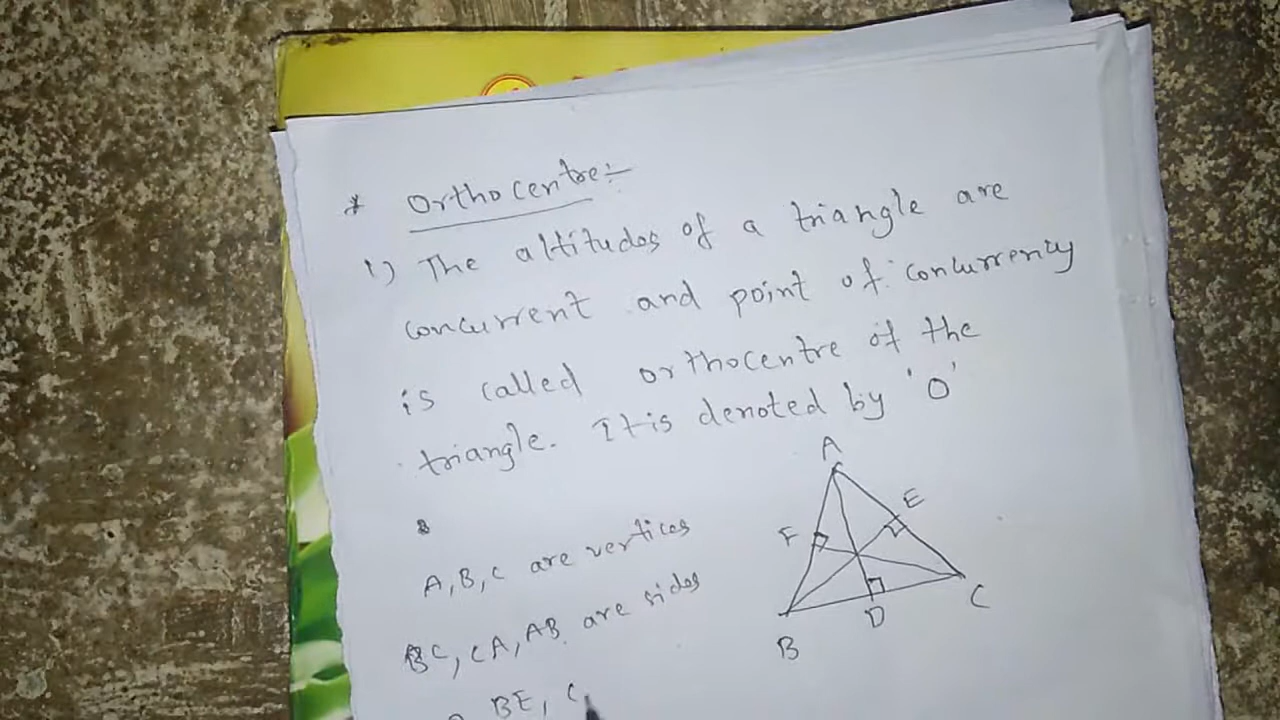 * Orthocentre:-
1) The altitudes of a triangle are
concurrent and point of concurrency
is called orthocentre of the
triangle. It is denoted by 'O'
A, B, C are vertices
BC, CA, AB are sides
BE, C
A
E
F
D
C
B